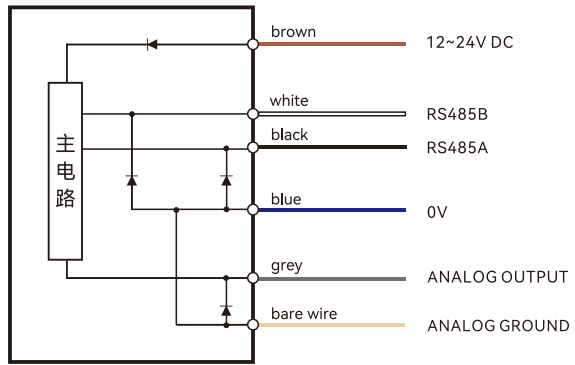 brown
12~24V DC
white
RS485B
black
RS485A
主电路
blue
0V
grey
ANALOG OUTPUT
bare wire
ANALOG GROUND